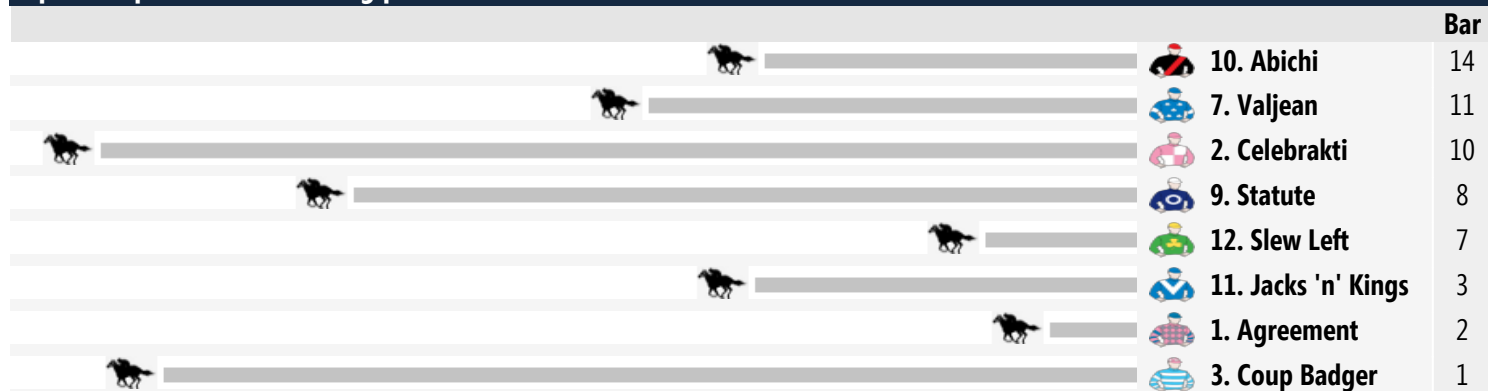 Bar
10. Abichi 14
7. Valjean 11
2. Celebrakti 10
9. Statute 8
12. Slew Left 7
11. Jacks 'n' Kings 3
1. Agreement 2
3. Coup Badger 1